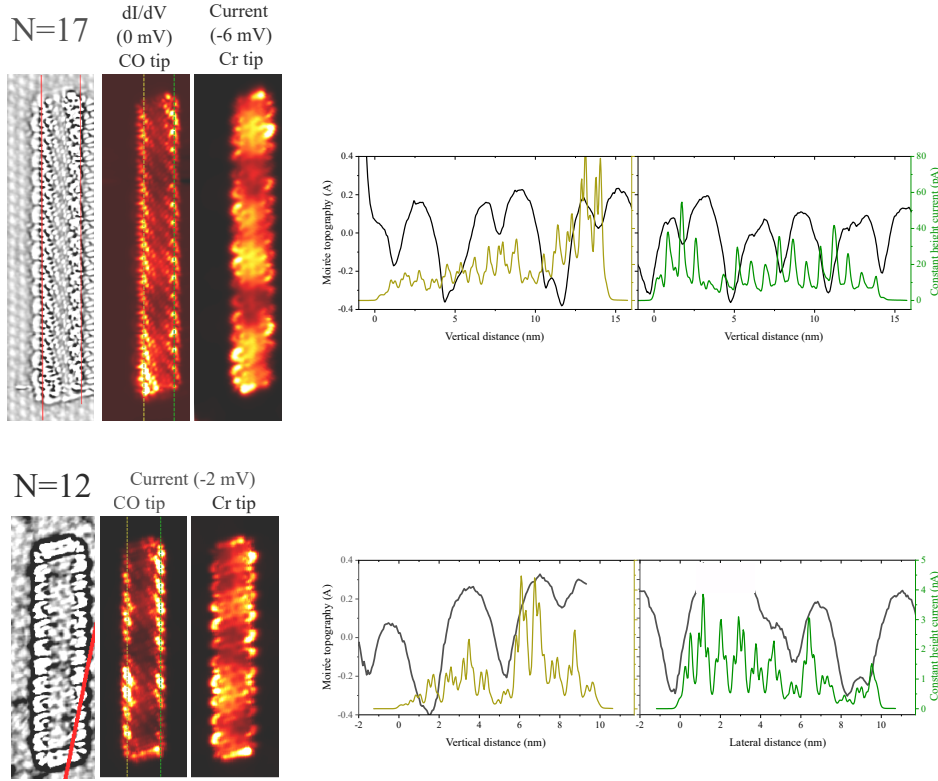 N=17
dI/dV
(0 mV)
CO tip
Current
(-6 mV)
Cr tip
0.4
0.2
0.0
-0.2
-0.4
Moirée topography (A)
0
5
10
15
Vertical distance (nm)
0
5
10
15
Vertical distance (nm)
80
60
40
20
0
Constant height current (nA)
N=12
Current (-2 mV)
CO tip
Cr tip
0.4
0.2
0.0
-0.2
-0.4
Moirée topography (A)
-2
0
2
4
6
8
10
Vertical distance (nm)
-2
0
2
4
6
8
10
Lateral distance (nm)
5
4
3
2
1
0
Constant height current (nA)